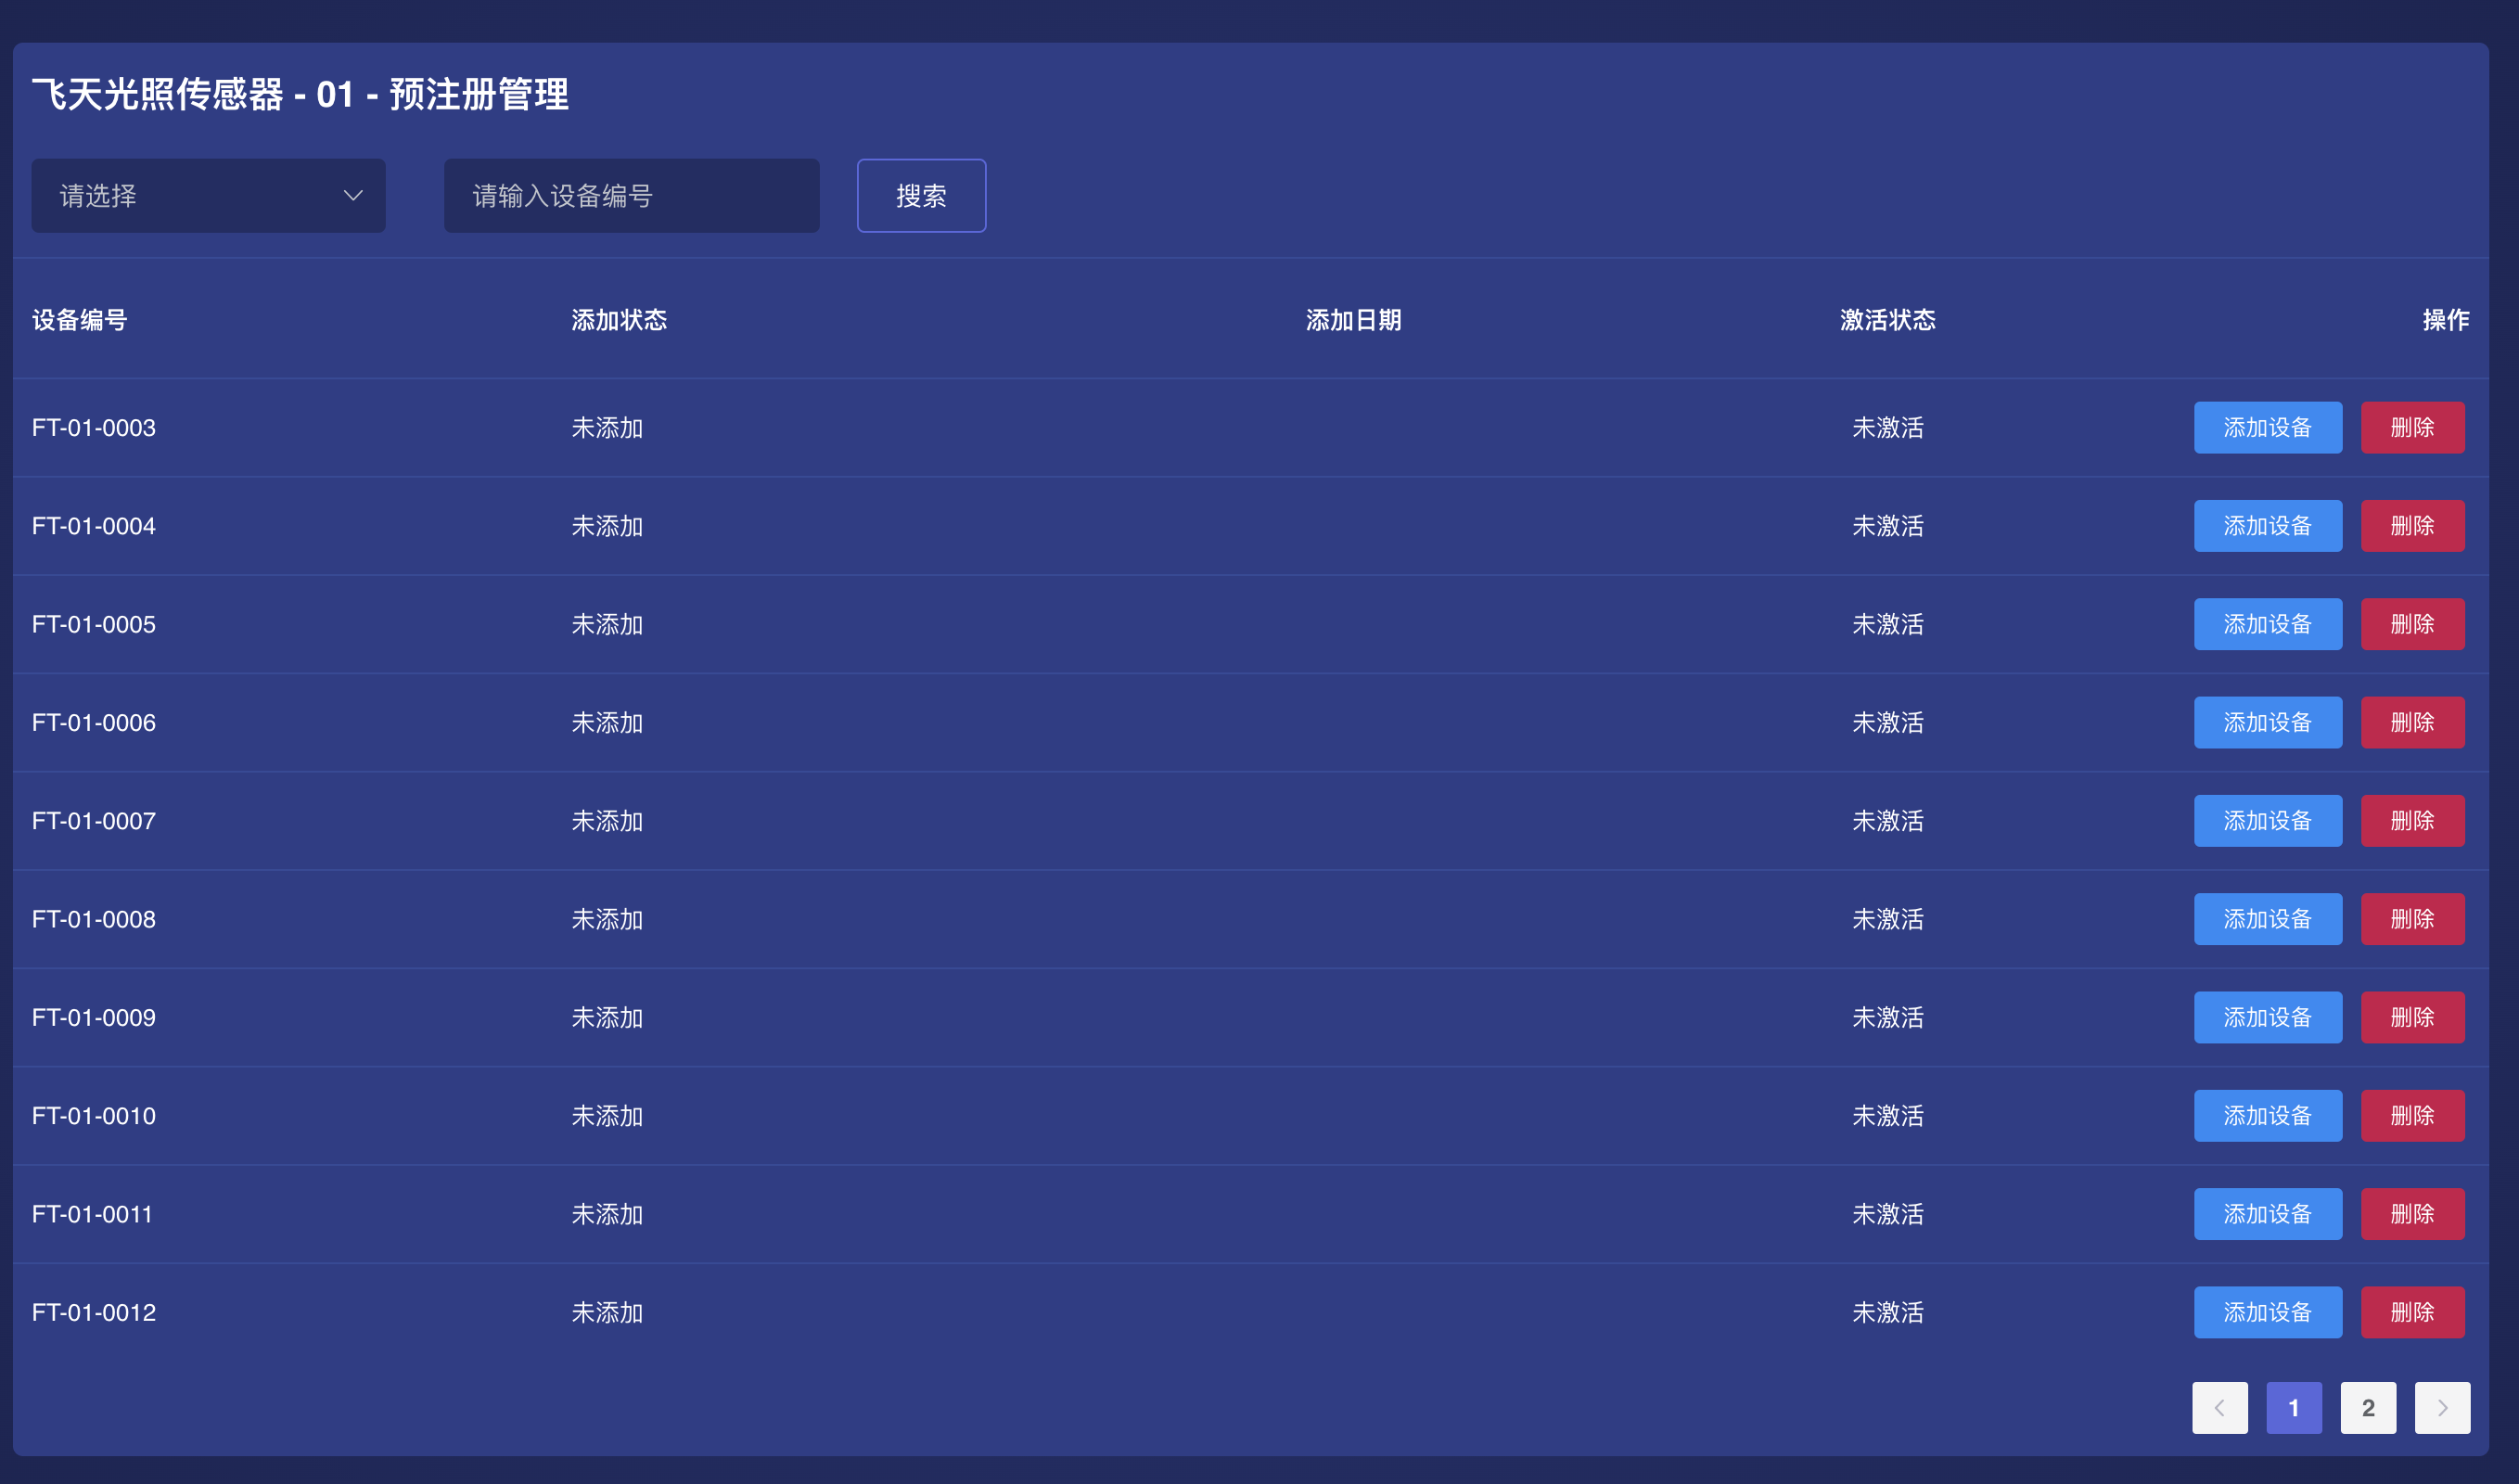 飞天光照传感器 - 01 - 预注册管理
请选择 请输入设备编号 搜索
设备编号 添加状态 添加日期 激活状态 操作
FT-01-0003 未添加 未激活 添加设备 删除
FT-01-0004 未添加 未激活 添加设备 删除
FT-01-0005 未添加 未激活 添加设备 删除
FT-01-0006 未添加 未激活 添加设备 删除
FT-01-0007 未添加 未激活 添加设备 删除
FT-01-0008 未添加 未激活 添加设备 删除
FT-01-0009 未添加 未激活 添加设备 删除
FT-01-0010 未添加 未激活 添加设备 删除
FT-01-0011 未添加 未激活 添加设备 删除
FT-01-0012 未添加 未激活 添加设备 删除
1 2